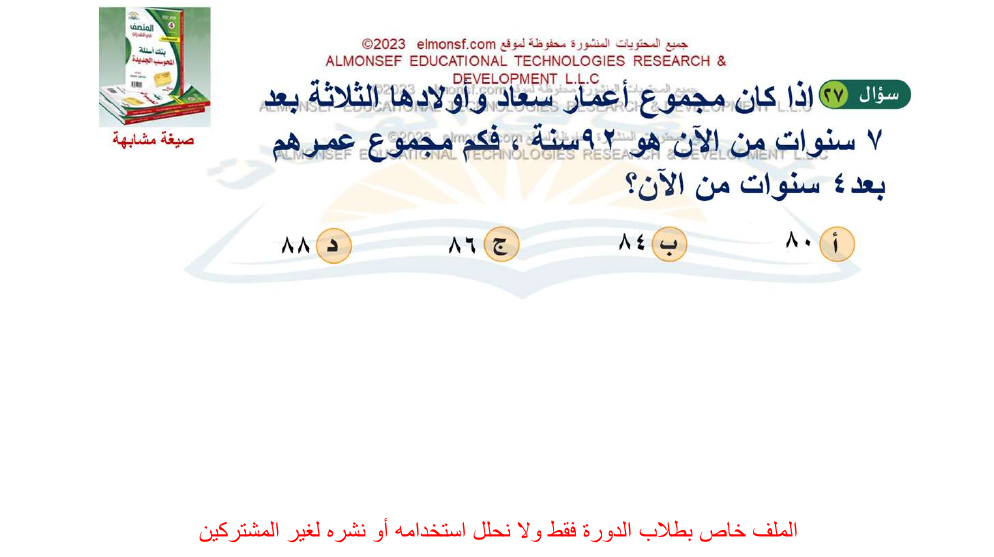 جميع المحتويات المنشورة محفوظة لموقع elmonsf.com ©2023
ALMONSEF EDUCATIONAL TECHNOLOGIES RESEARCH &
DEVELOPMENT L.L.C
سؤال ٢٧ اذا كان مجموع أعمار سعاد وأولادها الثلاثة بعد
٧ سنوات من الآن هو ٩٢سنة ، فكم مجموع عمرهم
بعد٤ سنوات من الآن؟
أ ٨٠ ب ٨٤ ج ٨٦ د ٨٨
المنصف
بنك أسئلة
المحوسب الجديدة
صيغة مشابهة
الملف خاص بطلاب الدورة فقط ولا نحلل استخدامه أو نشره لغير المشتركين